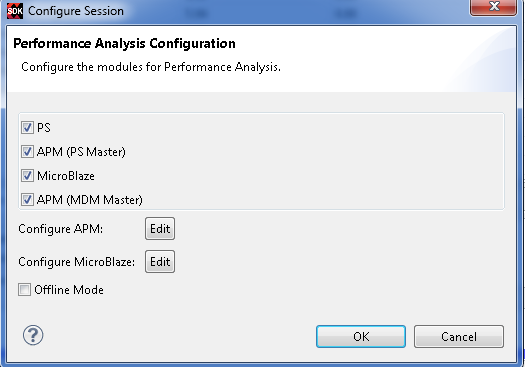 SDK Configure Session
Performance Analysis Configuration
Configure the modules for Performance Analysis.
PS
APM (PS Master)
MicroBlaze
APM (MDM Master)
Configure APM: Edit
Configure MicroBlaze: Edit
Offline Mode
? OK Cancel